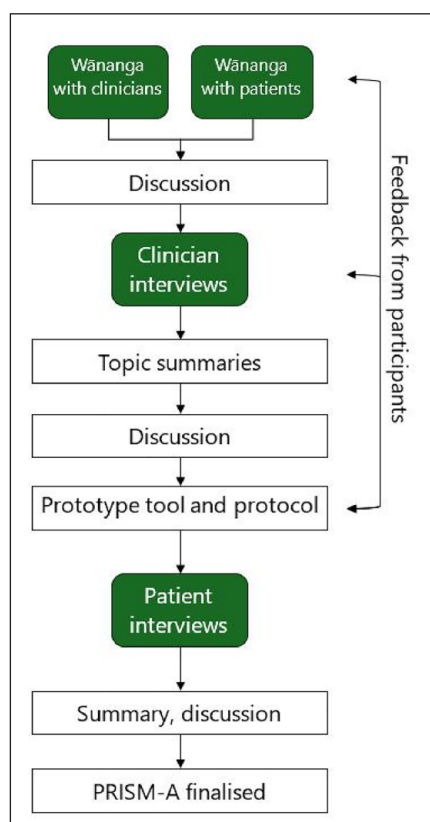 Wānanga
with clinicians
Wānanga
with patients
Discussion
Clinician
interviews
Topic summaries
Discussion
Prototype tool and protocol
Patient
interviews
Summary, discussion
PRISM-A finalised
Feedback from participants